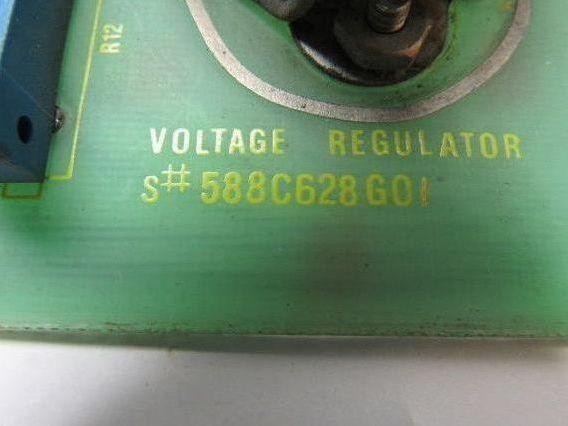 R12
VOLTAGE REGULATOR
S# 588C628G01